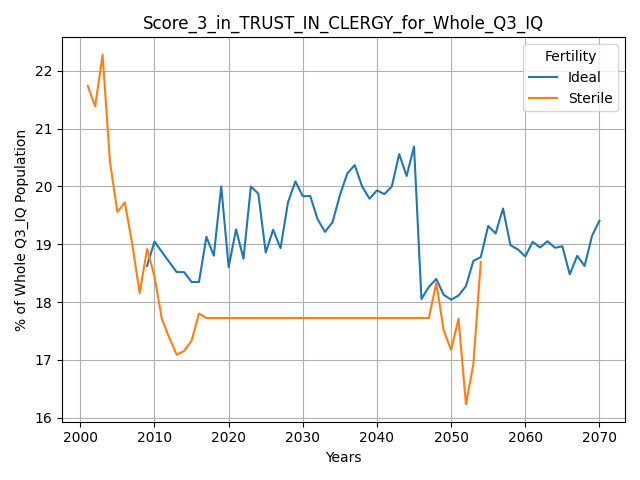 Score_3_in_TRUST_IN_CLERGY_for_Whole_Q3_IQ
Fertility
Ideal
Sterile
% of Whole Q3_IQ Population
22
21
20
19
18
17
16
2000 2010 2020 2030 2040 2050 2060 2070
Years